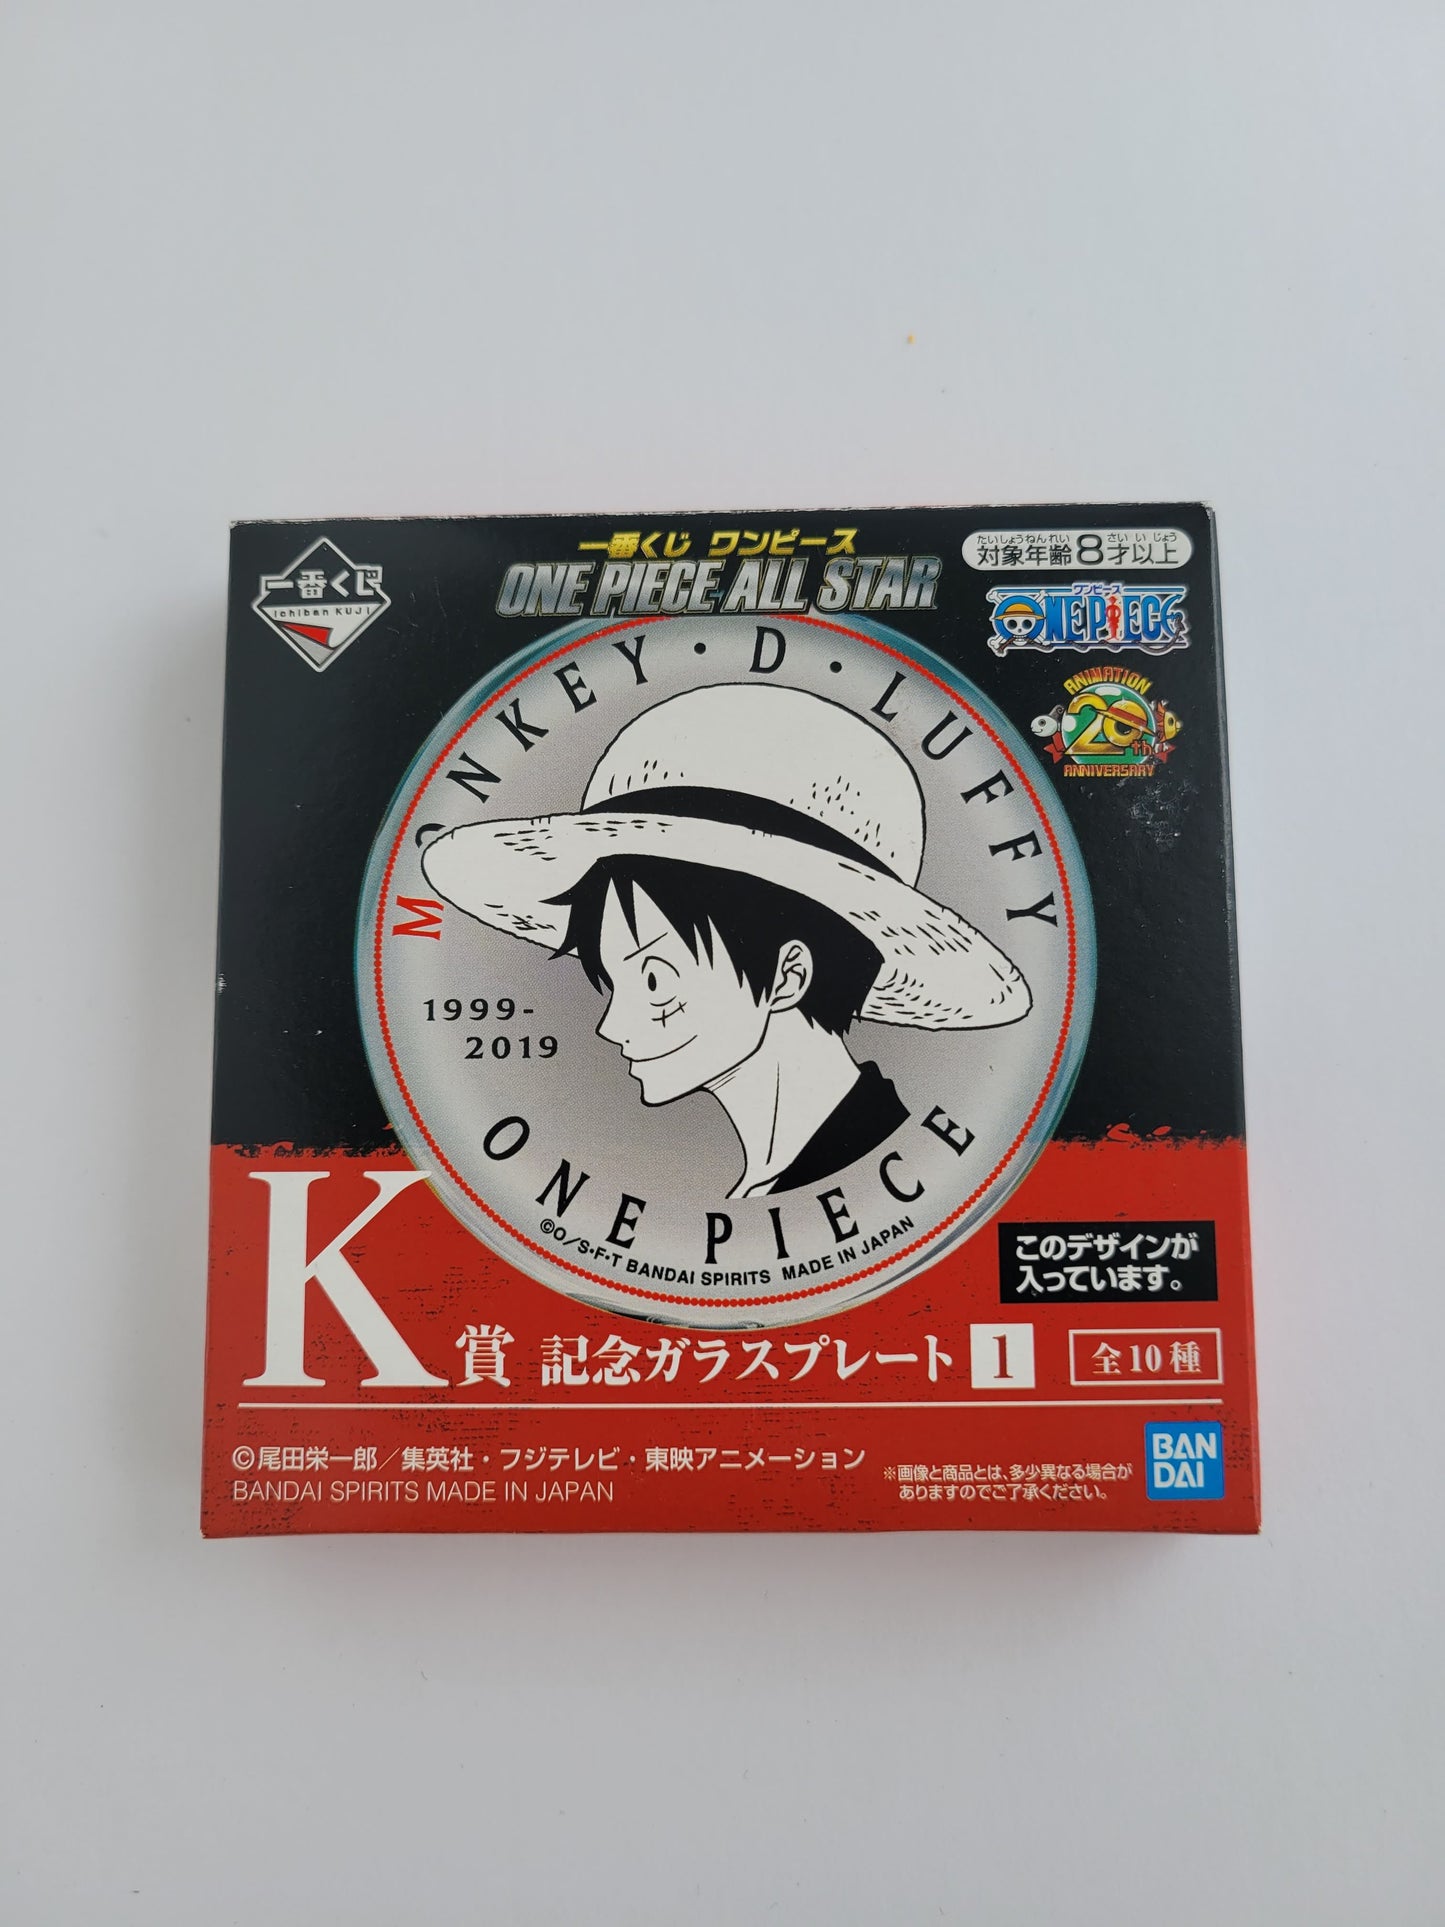 一番くじ
Ichiban KUJI
一番くじ ワンピース
ONE PIECE ALL STAR
たいしょうねんれい さい いじょう
対象年齢8才以上
ワンピース
ONE PIECE
ANIMATION
20th
ANNIVERSARY
MONKEY・D・LUFFY
1999-
2019
ONE PIECE
©O/S・F・T BANDAI SPIRITS MADE IN JAPAN
このデザインが
入っています。
K賞 記念ガラスプレート 1 全10種
©尾田栄一郎／集英社・フジテレビ・東映アニメーション
BANDAI SPIRITS MADE IN JAPAN
※画像と商品とは、多少異なる場合が
ありますのでご了承ください。
BAN
DAI